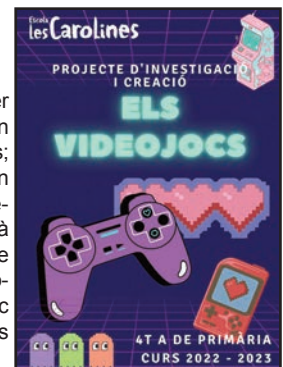 Escola
les Carolines
PROJECTE D'INVESTIGACIÓ
I CREACIÓ
ELS
VIDEOJOCS
4T A DE PRIMÀRIA
CURS 2022 - 2023